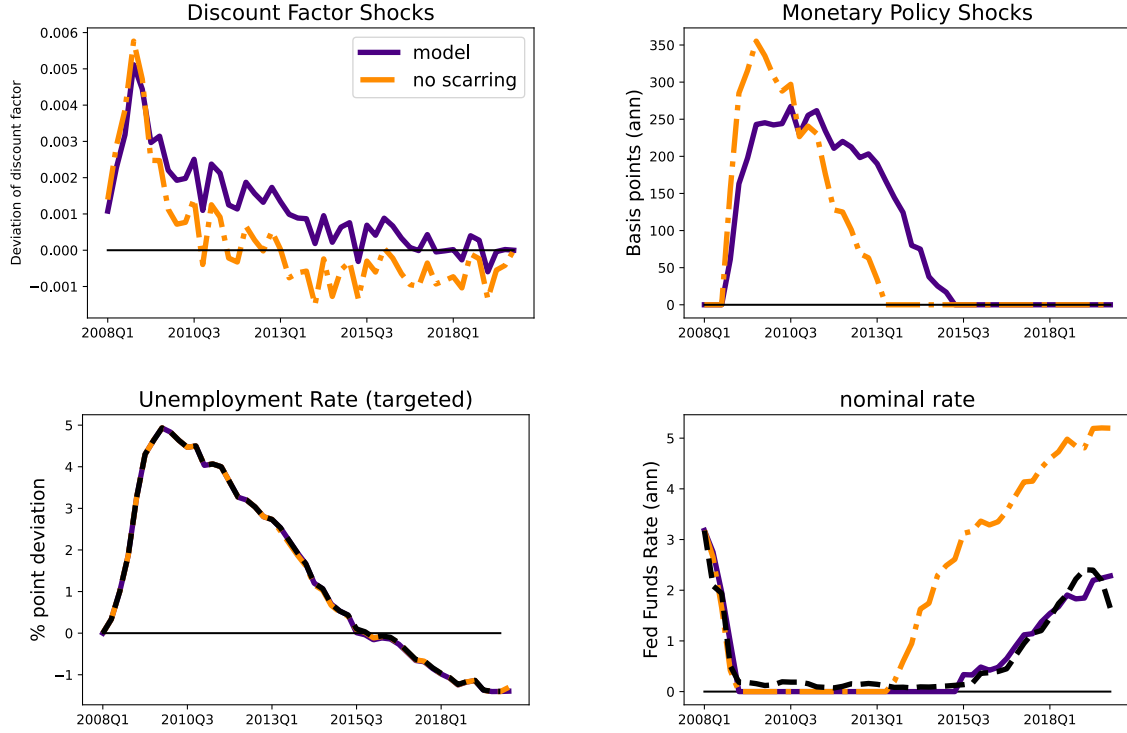 Discount Factor Shocks
Deviation of discount factor
0.006
0.005
0.004
0.003
0.002
0.001
0.000
−0.001
model
no scarring
2008Q1 2010Q3 2013Q1 2015Q3 2018Q1
Monetary Policy Shocks
Basis points (ann)
350
300
250
200
150
100
50
0
2008Q1 2010Q3 2013Q1 2015Q3 2018Q1
Unemployment Rate (targeted)
% point deviation
5
4
3
2
1
0
−1
2008Q1 2010Q3 2013Q1 2015Q3 2018Q1
nominal rate
Fed Funds Rate (ann)
5
4
3
2
1
0
2008Q1 2010Q3 2013Q1 2015Q3 2018Q1